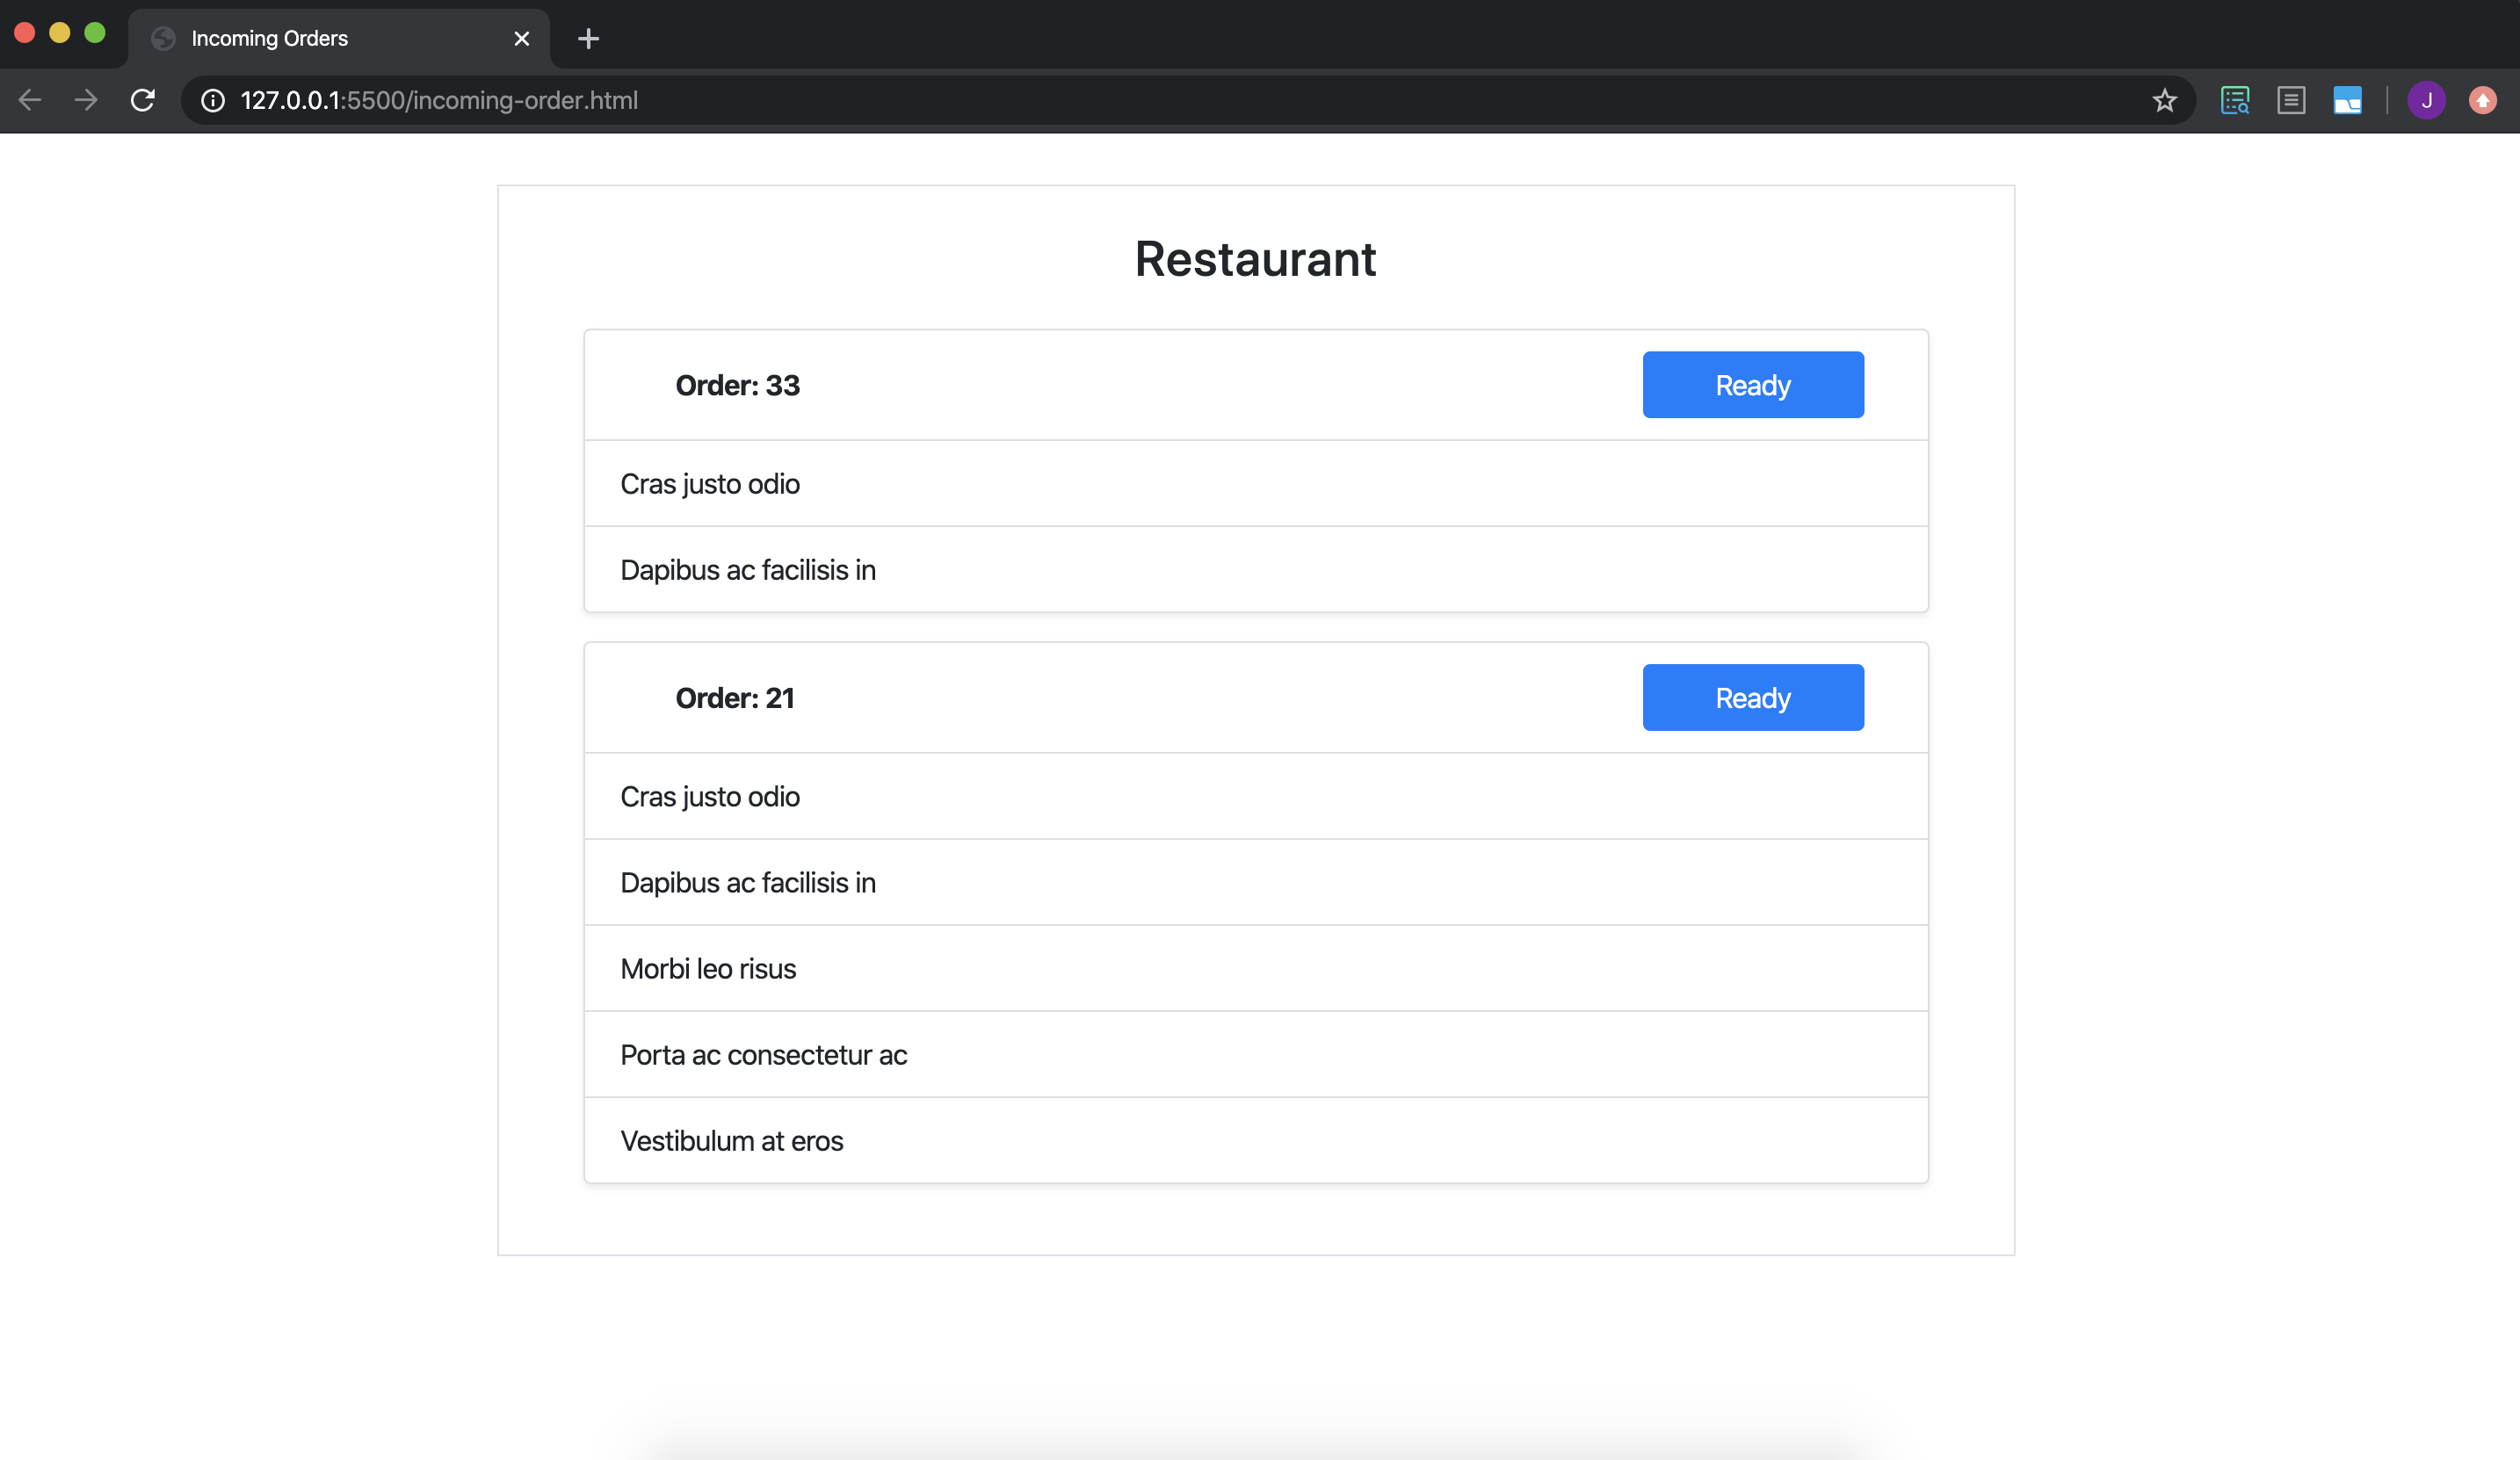 Incoming Orders
127.0.0.1:5500/incoming-order.html
J
Restaurant
Order: 33
Ready
Cras justo odio
Dapibus ac facilisis in
Order: 21
Ready
Cras justo odio
Dapibus ac facilisis in
Morbi leo risus
Porta ac consectetur ac
Vestibulum at eros